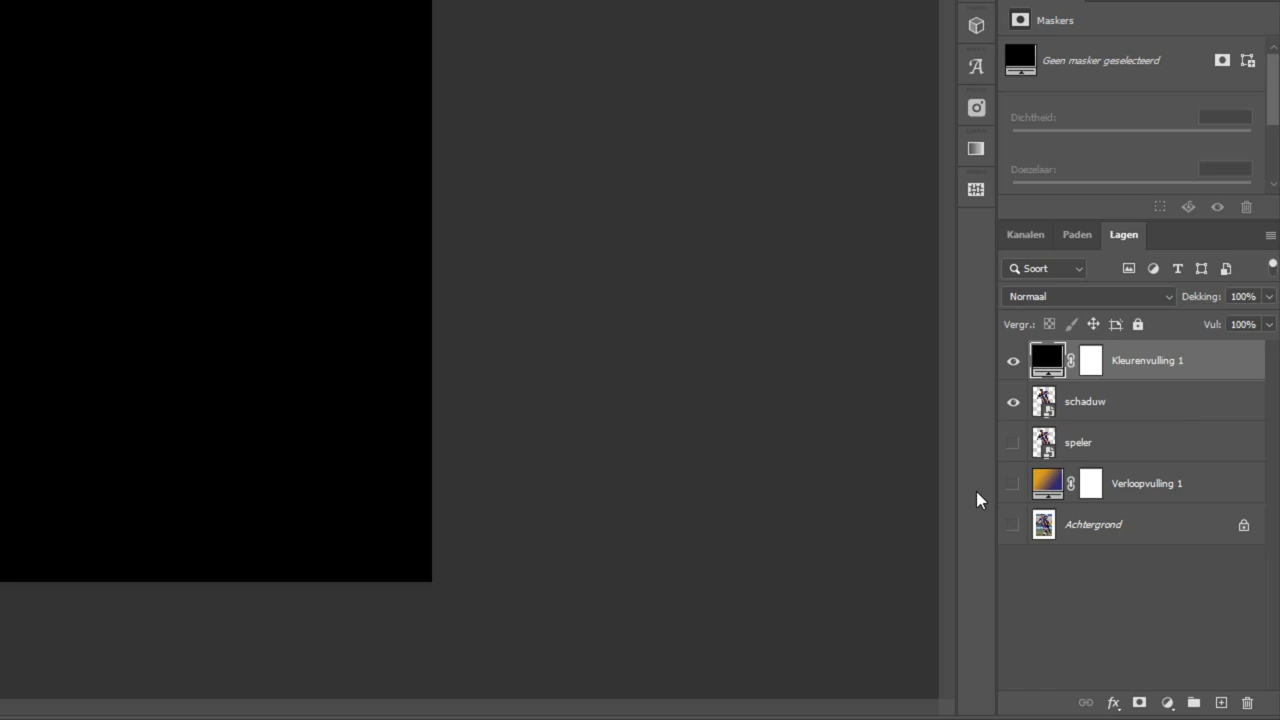 Maskers
Geen masker geselecteerd
Dichtheid:
Doezelaar:
Kanalen Paden Lagen
Soort
Normaal Dekking: 100%
Vergr.: Vul: 100%
Kleurenvulling 1
schaduw
speler
Verloopvulling 1
Achtergrond
fx